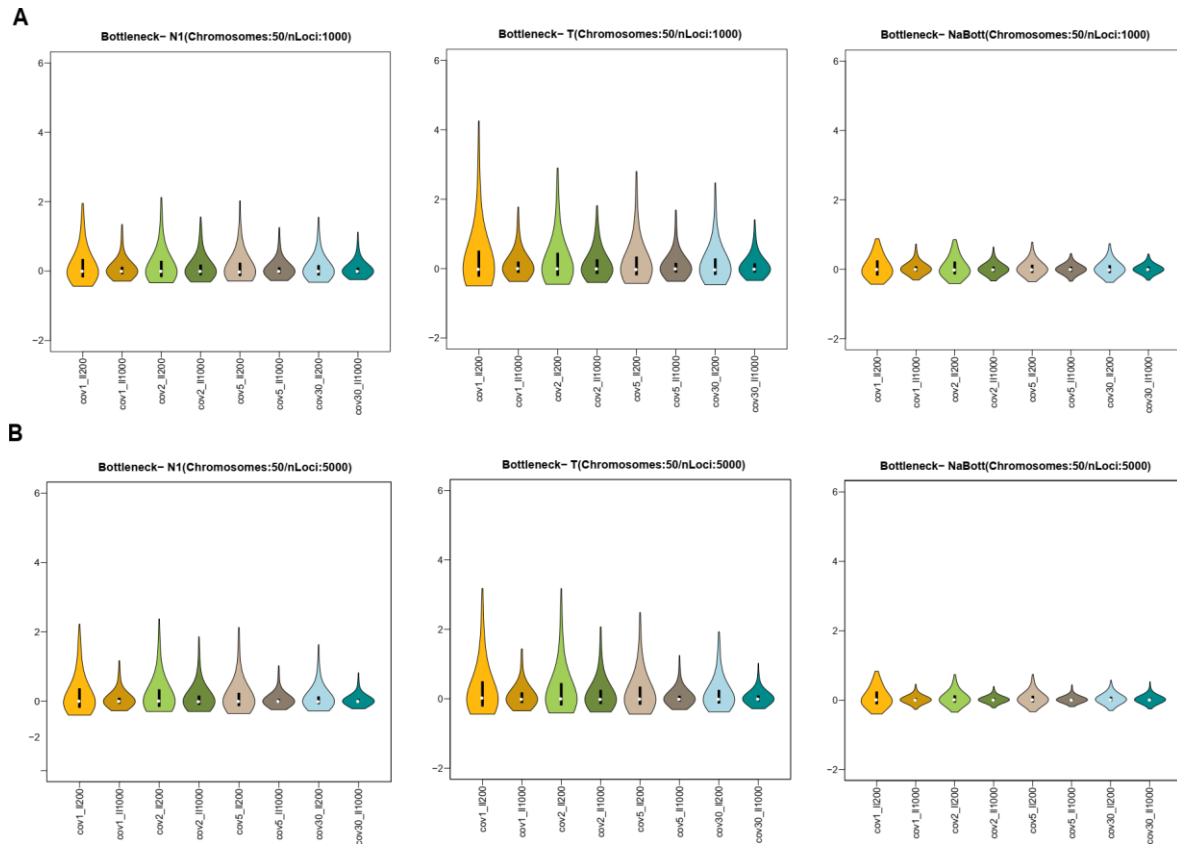 A
Bottleneck− N1(Chromosomes:50/nLoci:1000)
6
4
2
0
−2
cov1_ll200
cov1_ll1000
cov2_ll200
cov2_ll1000
cov5_ll200
cov5_ll1000
cov30_ll200
cov30_ll1000
Bottleneck− T(Chromosomes:50/nLoci:1000)
6
4
2
0
−2
cov1_ll200
cov1_ll1000
cov2_ll200
cov2_ll1000
cov5_ll200
cov5_ll1000
cov30_ll200
cov30_ll1000
Bottleneck− NaBott(Chromosomes:50/nLoci:1000)
6
4
2
0
−2
cov1_ll200
cov1_ll1000
cov2_ll200
cov2_ll1000
cov5_ll200
cov5_ll1000
cov30_ll200
cov30_ll1000
B
Bottleneck− N1(Chromosomes:50/nLoci:5000)
6
4
2
0
−2
cov1_ll200
cov1_ll1000
cov2_ll200
cov2_ll1000
cov5_ll200
cov5_ll1000
cov30_ll200
cov30_ll1000
Bottleneck− T(Chromosomes:50/nLoci:5000)
6
4
2
0
−2
cov1_ll200
cov1_ll1000
cov2_ll200
cov2_ll1000
cov5_ll200
cov5_ll1000
cov30_ll200
cov30_ll1000
Bottleneck− NaBott(Chromosomes:50/nLoci:5000)
6
4
2
0
−2
cov1_ll200
cov1_ll1000
cov2_ll200
cov2_ll1000
cov5_ll200
cov5_ll1000
cov30_ll200
cov30_ll1000